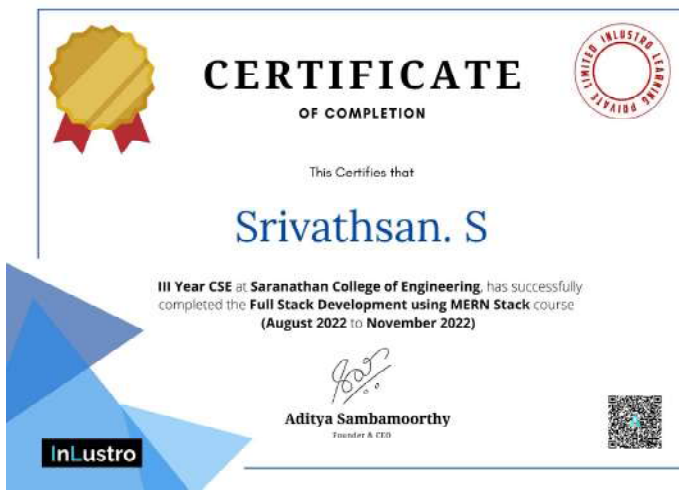 CERTIFICATE
OF COMPLETION
INLUSTRO LEARNING PRIVATE LIMITED
This Certifies that
Srivathsan. S
III Year CSE at Saranathan College of Engineering, has successfully
completed the Full Stack Development using MERN Stack course
(August 2022 to November 2022)
Aditya Sambamoorthy
Founder & CEO
InLustro